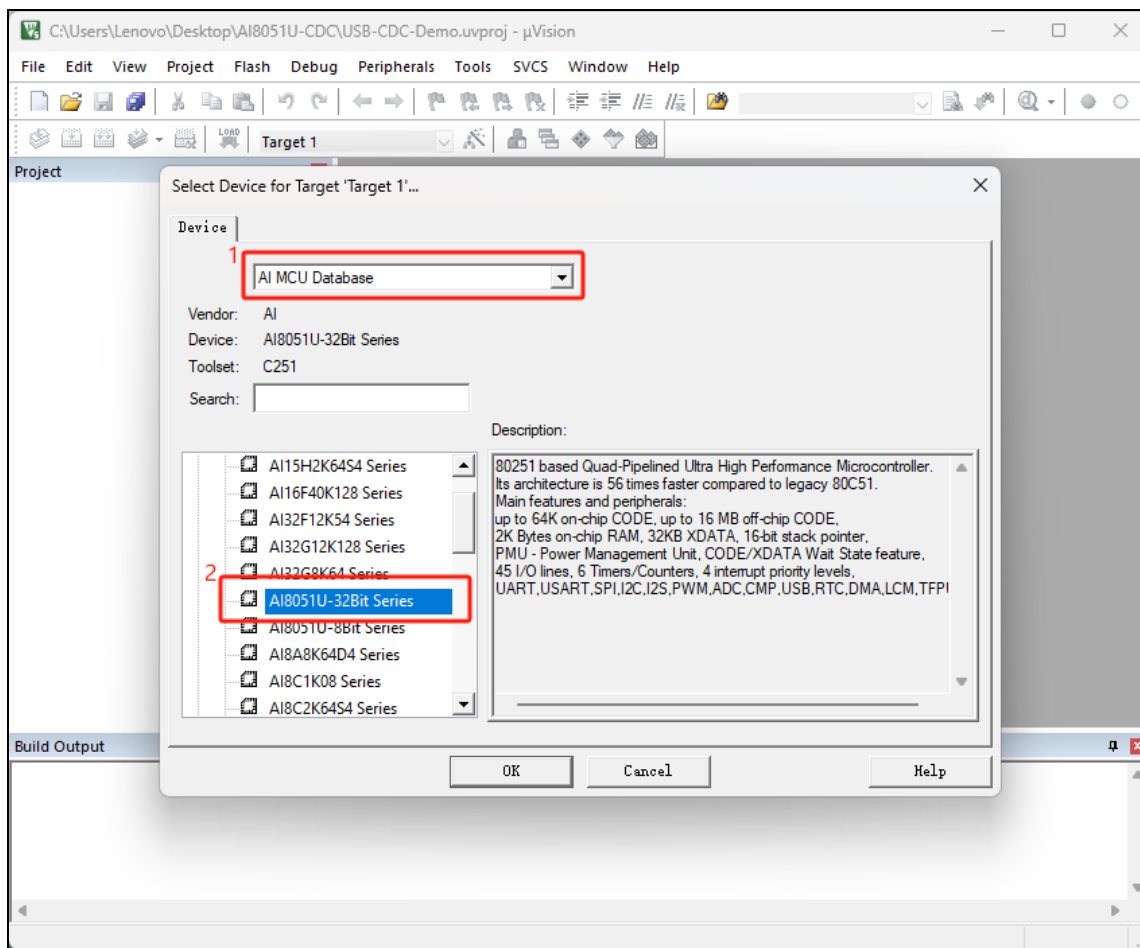 C:\Users\Lenovo\Desktop\AI8051U-CDC\USB-CDC-Demo.uvproj - µVision
File Edit View Project Flash Debug Peripherals Tools SVCS Window Help
LOAD Target 1
Project
Select Device for Target 'Target 1'...
Device
1
AI MCU Database
Vendor: AI
Device: AI8051U-32Bit Series
Toolset: C251
Search:
Description:
AI15H2K64S4 Series
AI16F40K128 Series
AI32F12K54 Series
AI32G12K128 Series
AI32G8K64 Series
2
AI8051U-32Bit Series
AI8051U-8Bit Series
AI8A8K64D4 Series
AI8C1K08 Series
AI8C2K64S4 Series
80251 based Quad-Pipelined Ultra High Performance Microcontroller.
Its architecture is 56 times faster compared to legacy 80C51.
Main features and peripherals:
up to 64K on-chip CODE, up to 16 MB off-chip CODE,
2K Bytes on-chip RAM, 32KB XDATA, 16-bit stack pointer,
PMU - Power Management Unit, CODE/XDATA Wait State feature,
45 I/O lines, 6 Timers/Counters, 4 interrupt priority levels,
UART,USART,SPI,I2C,I2S,PWM,ADC,CMP,USB,RTC,DMA,LCM,TFPU
OK Cancel Help
Build Output